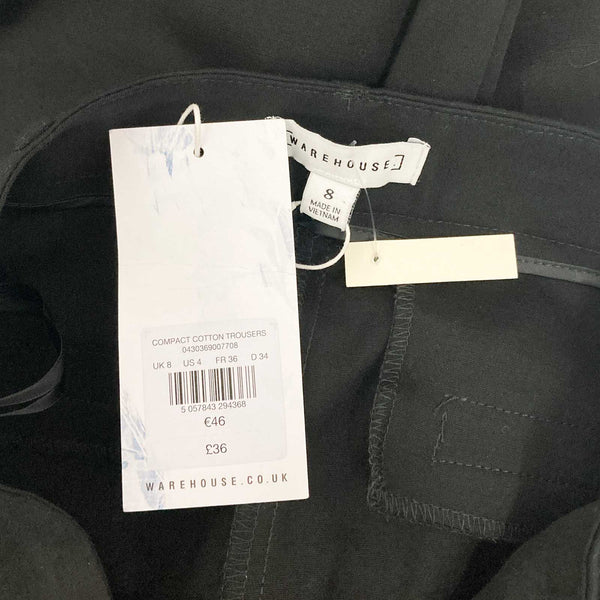 [WAREHOUSE]
8
MADE IN
VIETNAM
COMPACT COTTON TROUSERS
0430369007708
UK 8 US 4 FR 36 D 34
5 057843 294368
€46
£36
WAREHOUSE.CO.UK